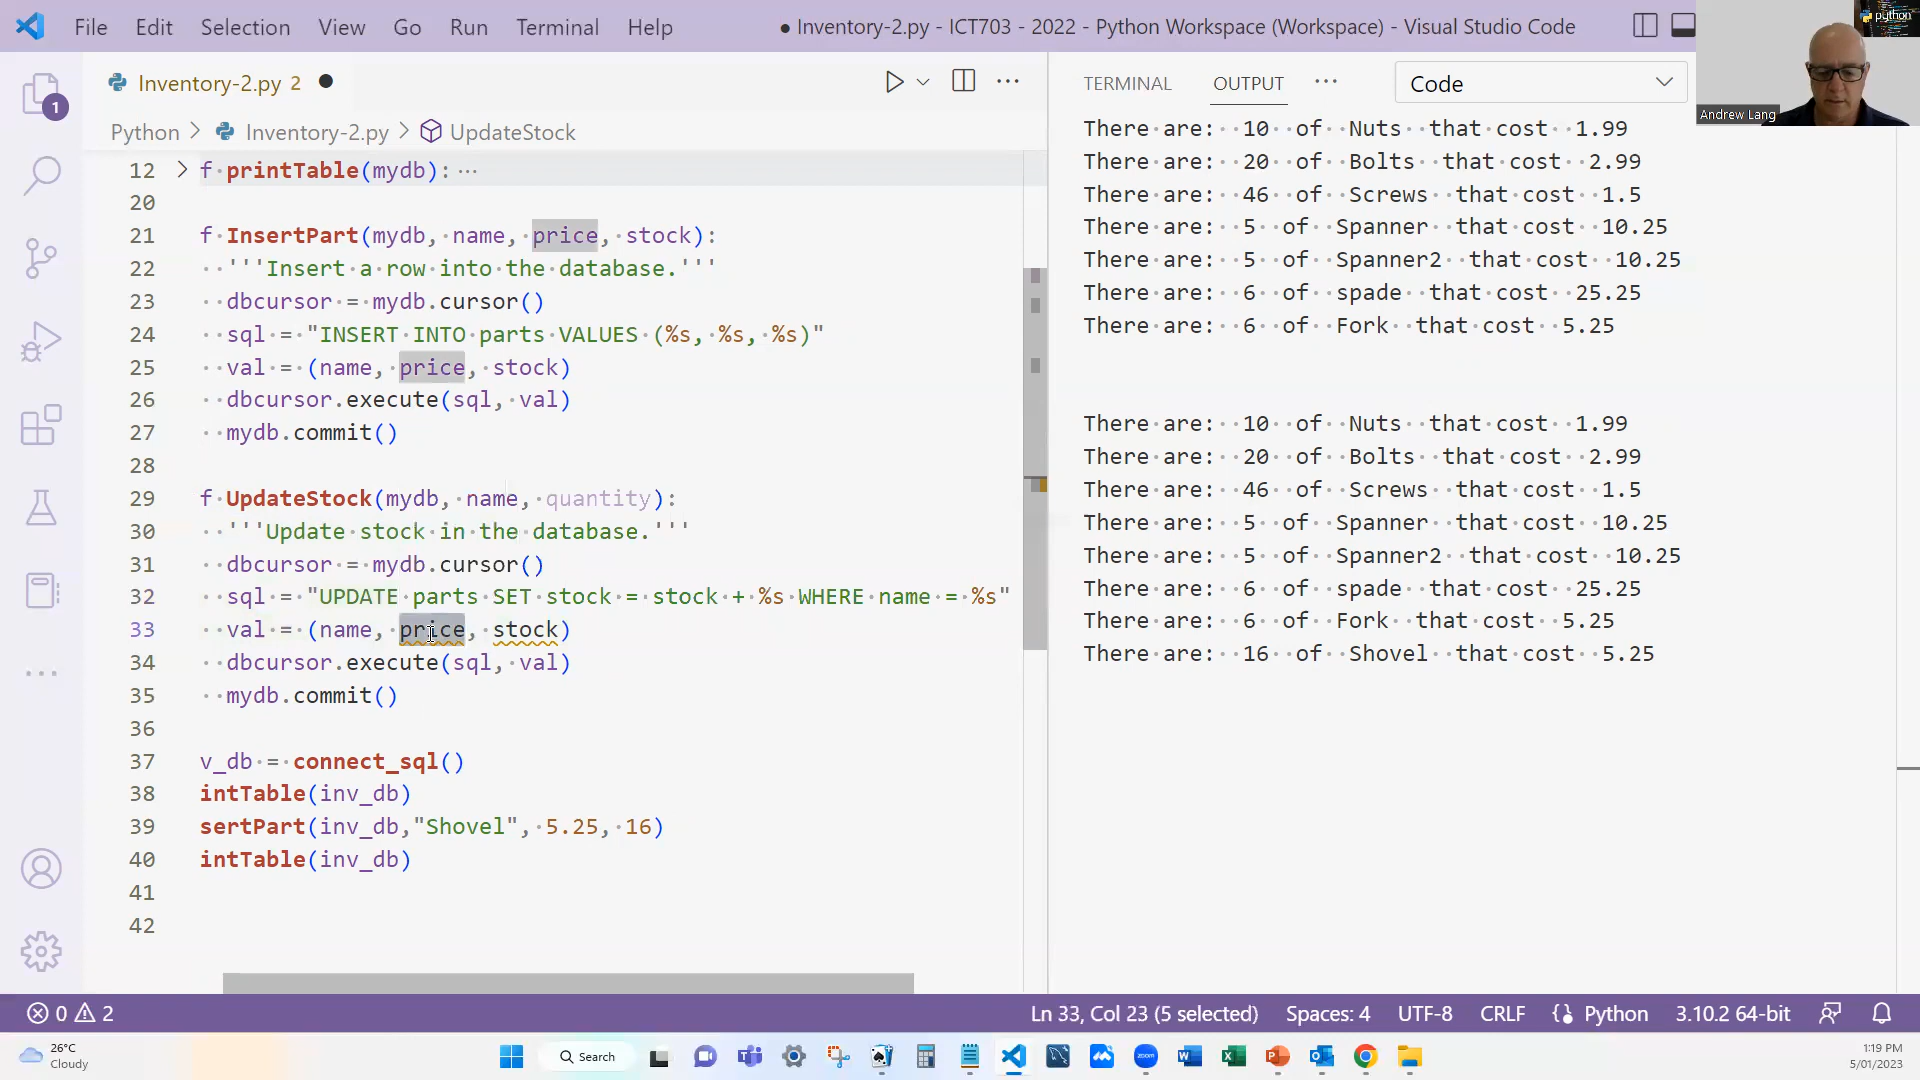 File Edit Selection View Go Run Terminal Help
● Inventory-2.py - ICT703 - 2022 - Python Workspace (Workspace) - Visual Studio Code
python
Andrew Lang
1
Inventory-2.py 2 ●
Python > Inventory-2.py > UpdateStock
12 > f printTable(mydb): ···
20
21 f InsertPart(mydb, name, price, stock):
22 '''Insert a row into the database.'''
23 dbcursor = mydb.cursor()
24 sql = "INSERT INTO parts VALUES (%s, %s, %s)"
25 val = (name, price, stock)
26 dbcursor.execute(sql, val)
27 mydb.commit()
28
29 f UpdateStock(mydb, name, quantity):
30 '''Update stock in the database.'''
31 dbcursor = mydb.cursor()
32 sql = "UPDATE parts SET stock = stock + %s WHERE name = %s"
33 val = (name, price, stock)
34 dbcursor.execute(sql, val)
35 mydb.commit()
36
37 v_db = connect_sql()
38 intTable(inv_db)
39 sertPart(inv_db,"Shovel", 5.25, 16)
40 intTable(inv_db)
41
42
TERMINAL OUTPUT ··· Code
There are: 10 of Nuts that cost 1.99
There are: 20 of Bolts that cost 2.99
There are: 46 of Screws that cost 1.5
There are: 5 of Spanner that cost 10.25
There are: 5 of Spanner2 that cost 10.25
There are: 6 of spade that cost 25.25
There are: 6 of Fork that cost 5.25
There are: 10 of Nuts that cost 1.99
There are: 20 of Bolts that cost 2.99
There are: 46 of Screws that cost 1.5
There are: 5 of Spanner that cost 10.25
There are: 5 of Spanner2 that cost 10.25
There are: 6 of spade that cost 25.25
There are: 6 of Fork that cost 5.25
There are: 16 of Shovel that cost 5.25
0 2 Ln 33, Col 23 (5 selected) Spaces: 4 UTF-8 CRLF Python 3.10.2 64-bit
26°C
Cloudy
Search
zoom
1:19 PM
5/01/2023